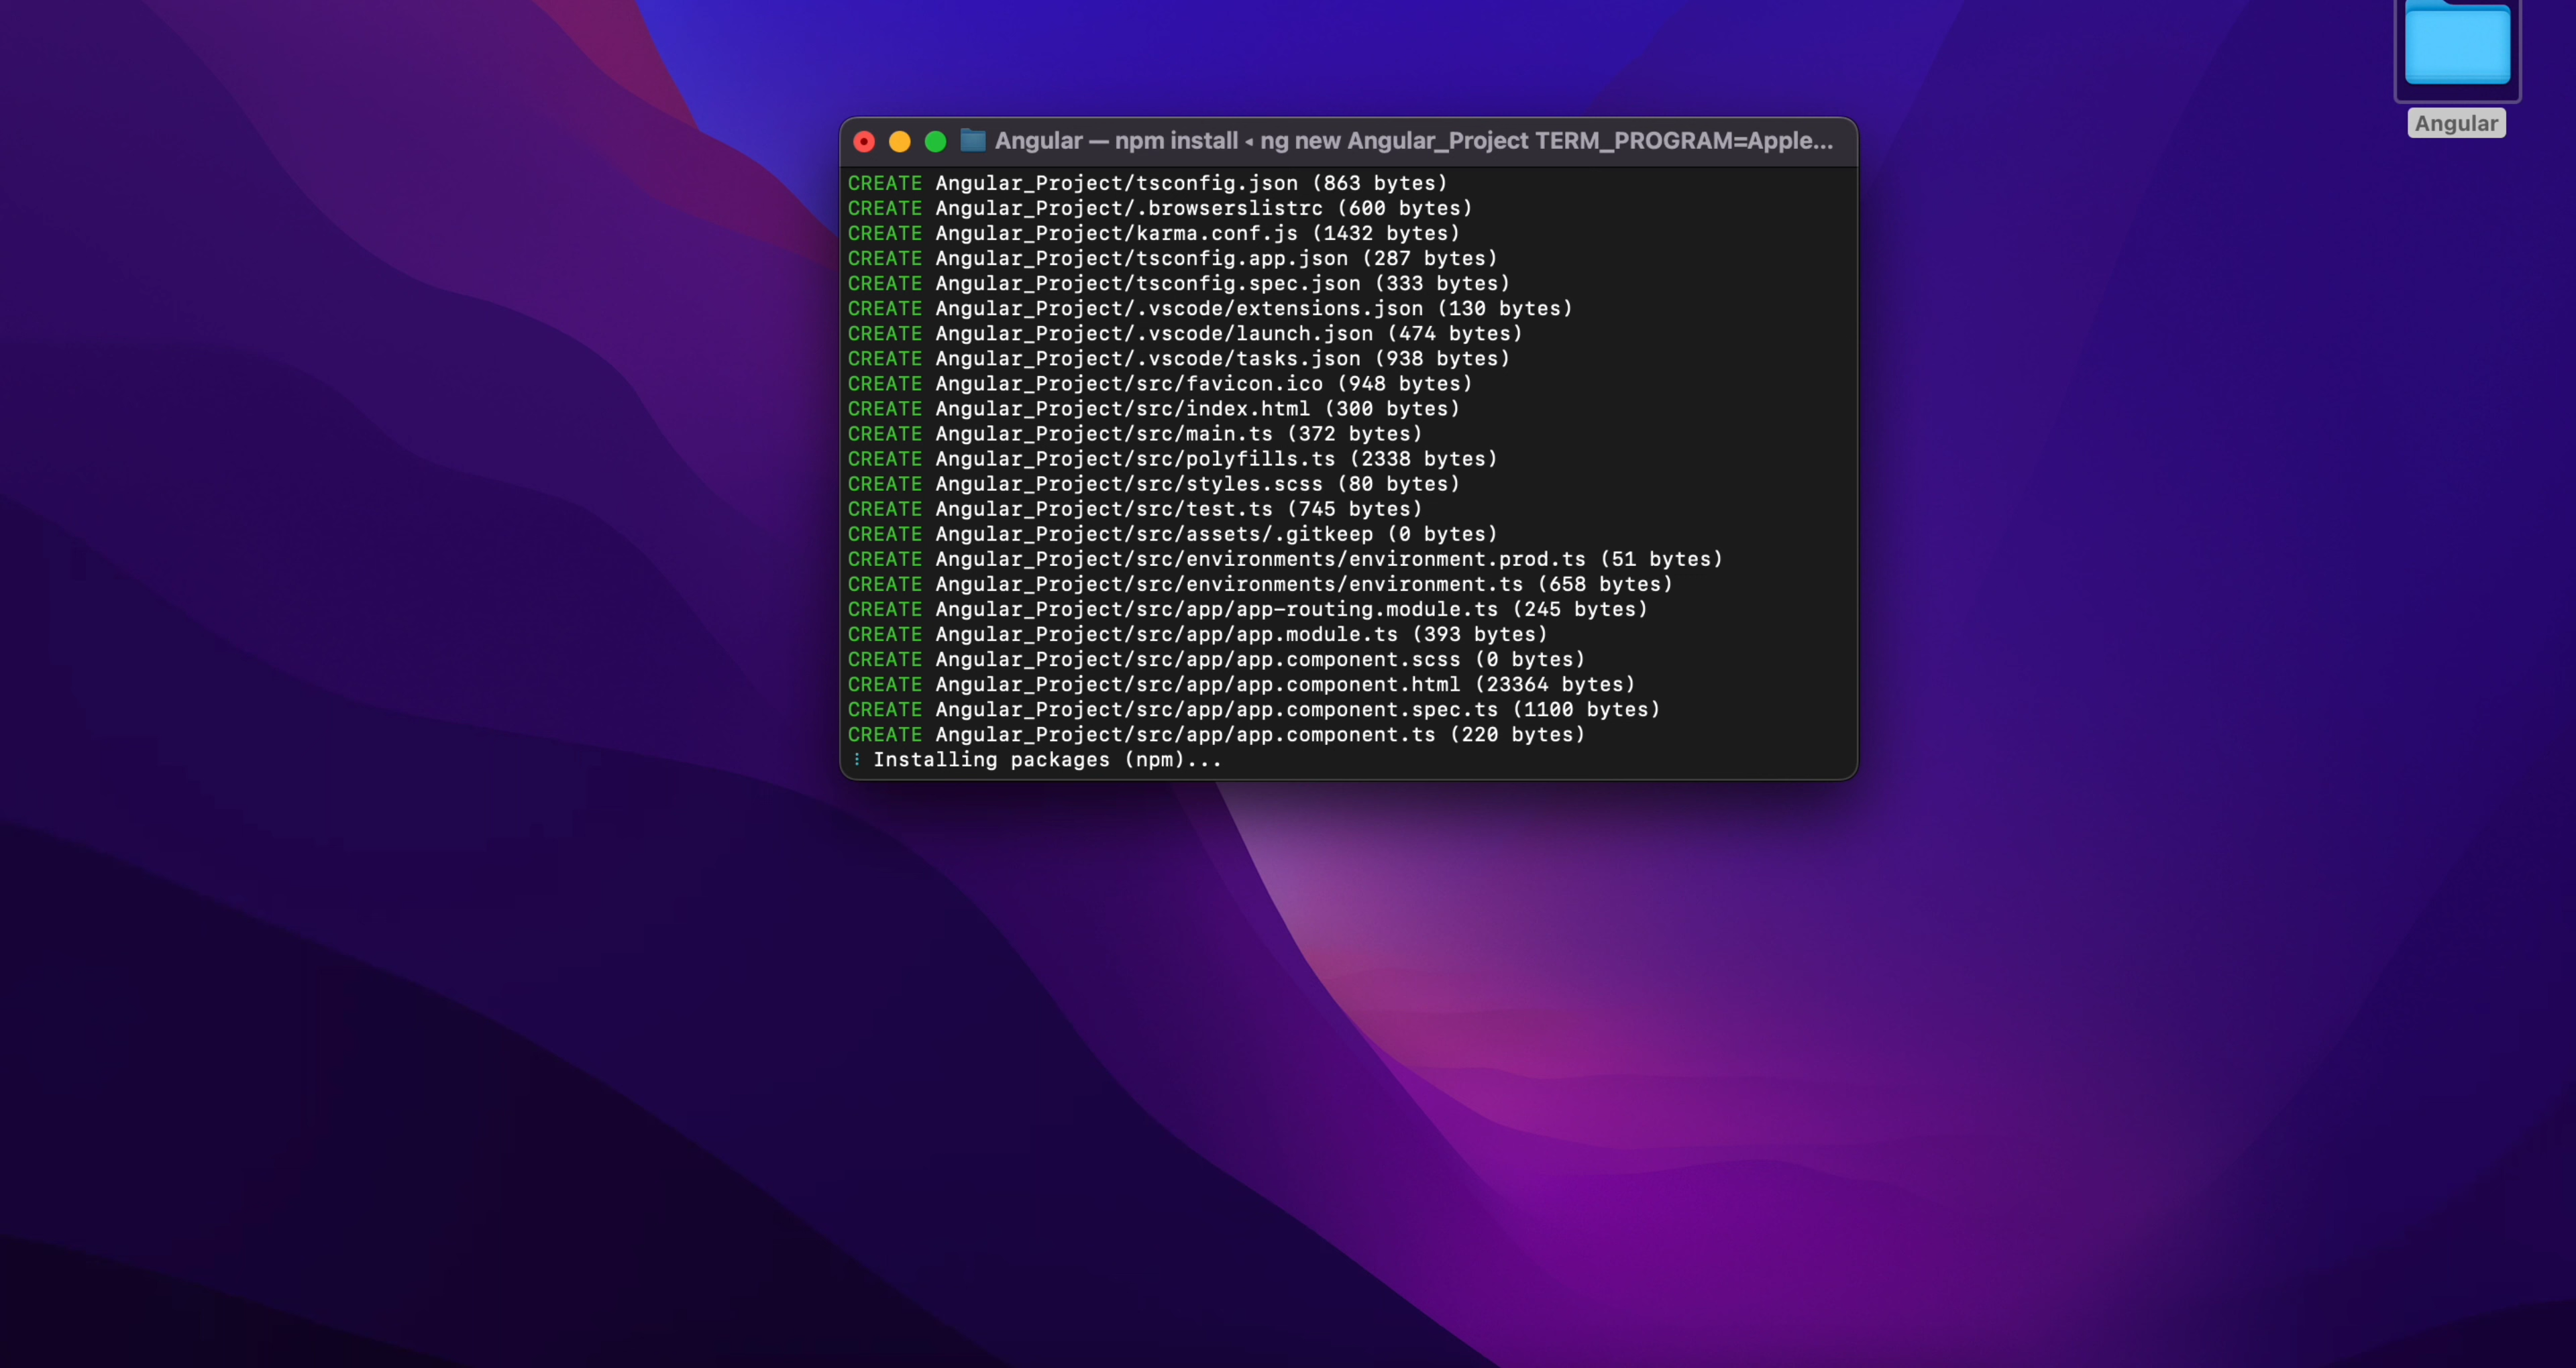 Angular — npm install ◂ ng new Angular_Project TERM_PROGRAM=Apple...
Angular
CREATE Angular_Project/tsconfig.json (863 bytes)
CREATE Angular_Project/.browserslistrc (600 bytes)
CREATE Angular_Project/karma.conf.js (1432 bytes)
CREATE Angular_Project/tsconfig.app.json (287 bytes)
CREATE Angular_Project/tsconfig.spec.json (333 bytes)
CREATE Angular_Project/.vscode/extensions.json (130 bytes)
CREATE Angular_Project/.vscode/launch.json (474 bytes)
CREATE Angular_Project/.vscode/tasks.json (938 bytes)
CREATE Angular_Project/src/favicon.ico (948 bytes)
CREATE Angular_Project/src/index.html (300 bytes)
CREATE Angular_Project/src/main.ts (372 bytes)
CREATE Angular_Project/src/polyfills.ts (2338 bytes)
CREATE Angular_Project/src/styles.scss (80 bytes)
CREATE Angular_Project/src/test.ts (745 bytes)
CREATE Angular_Project/src/assets/.gitkeep (0 bytes)
CREATE Angular_Project/src/environments/environment.prod.ts (51 bytes)
CREATE Angular_Project/src/environments/environment.ts (658 bytes)
CREATE Angular_Project/src/app/app-routing.module.ts (245 bytes)
CREATE Angular_Project/src/app/app.module.ts (393 bytes)
CREATE Angular_Project/src/app/app.component.scss (0 bytes)
CREATE Angular_Project/src/app/app.component.html (23364 bytes)
CREATE Angular_Project/src/app/app.component.spec.ts (1100 bytes)
CREATE Angular_Project/src/app/app.component.ts (220 bytes)
⋮ Installing packages (npm)...